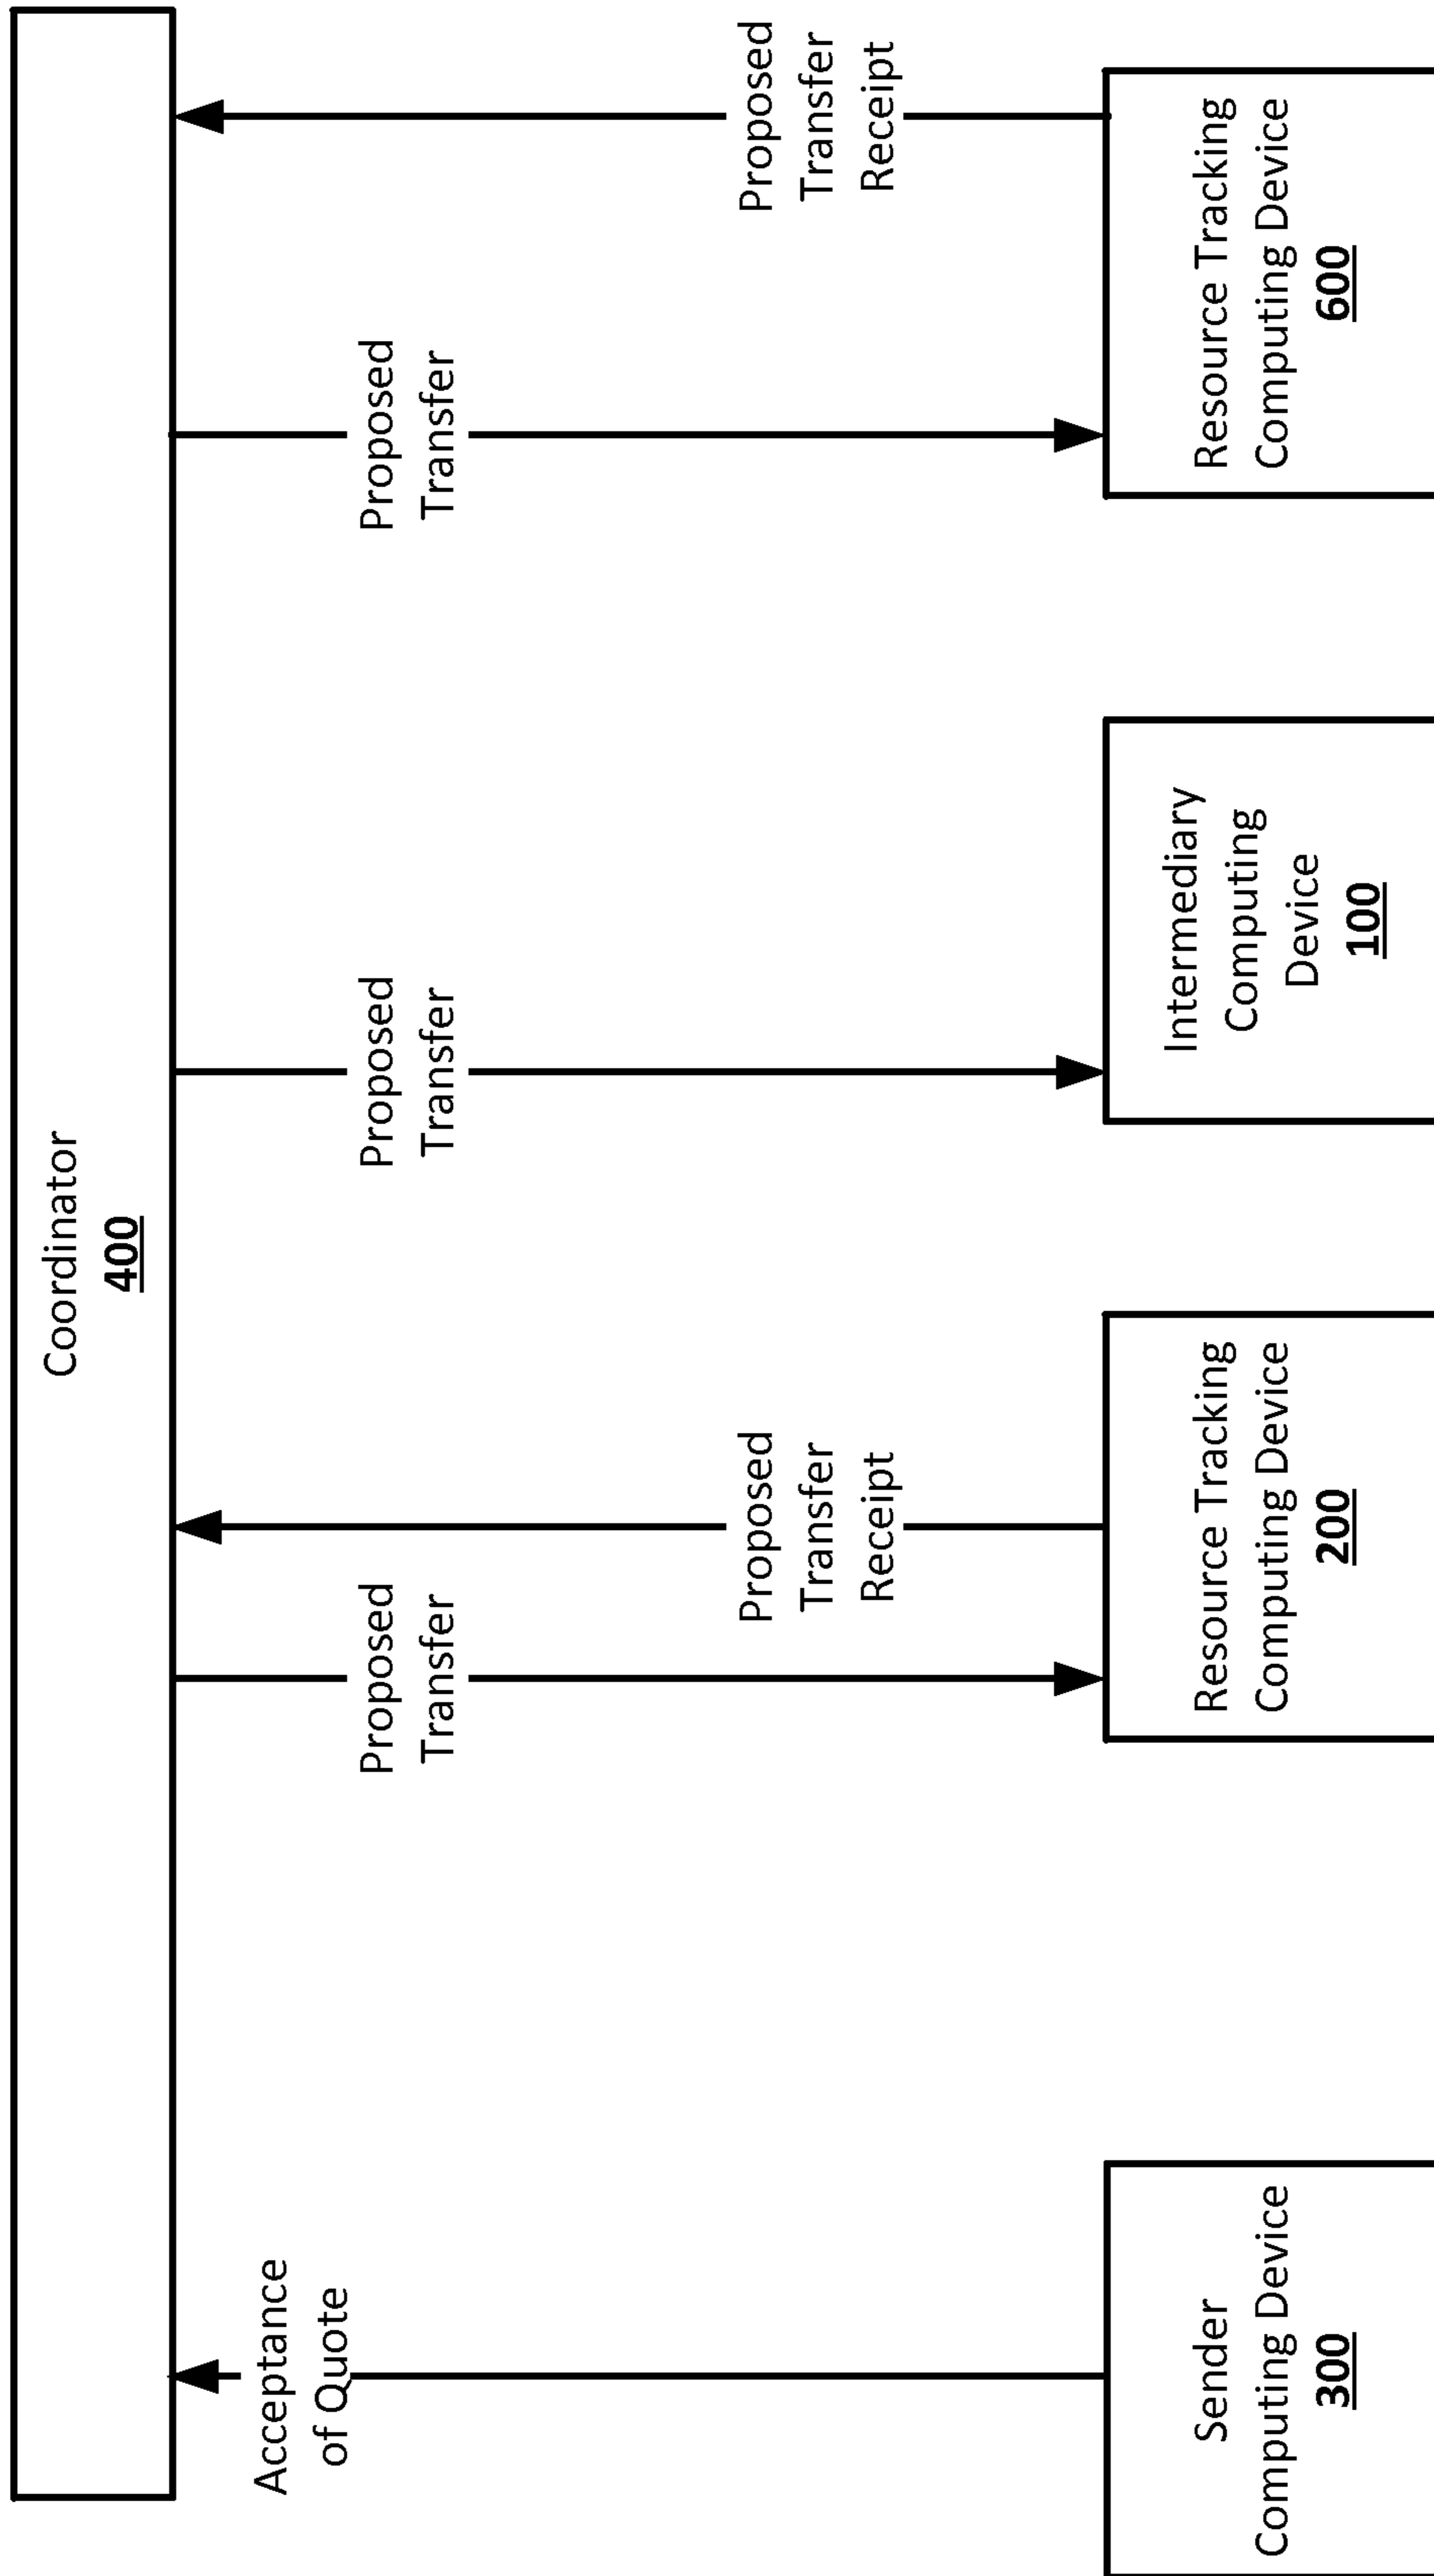 Coordinator
400
Acceptance
of Quote
Proposed
Transfer
Proposed
Transfer
Receipt
Proposed
Transfer
Proposed
Transfer
Proposed
Transfer
Receipt
Sender
Computing Device
300
Resource Tracking
Computing Device
200
Intermediary
Computing
Device
100
Resource Tracking
Computing Device
600